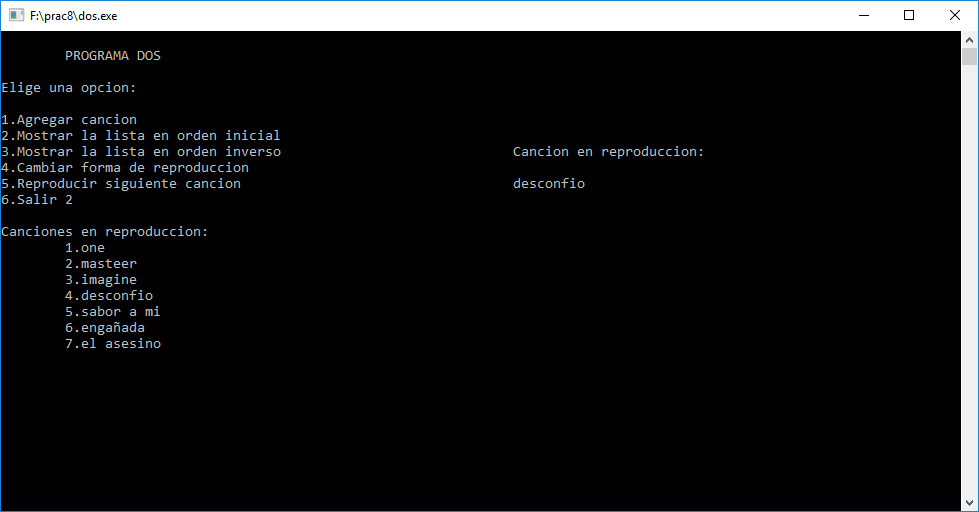 F:\prac8\dos.exe
PROGRAMA DOS
Elige una opcion:
1.Agregar cancion
2.Mostrar la lista en orden inicial
3.Mostrar la lista en orden inverso Cancion en reproduccion:
4.Cambiar forma de reproduccion
5.Reproducir siguiente cancion desconfio
6.Salir 2
Canciones en reproduccion:
1.one
2.masteer
3.imagine
4.desconfio
5.sabor a mi
6.engañada
7.el asesino